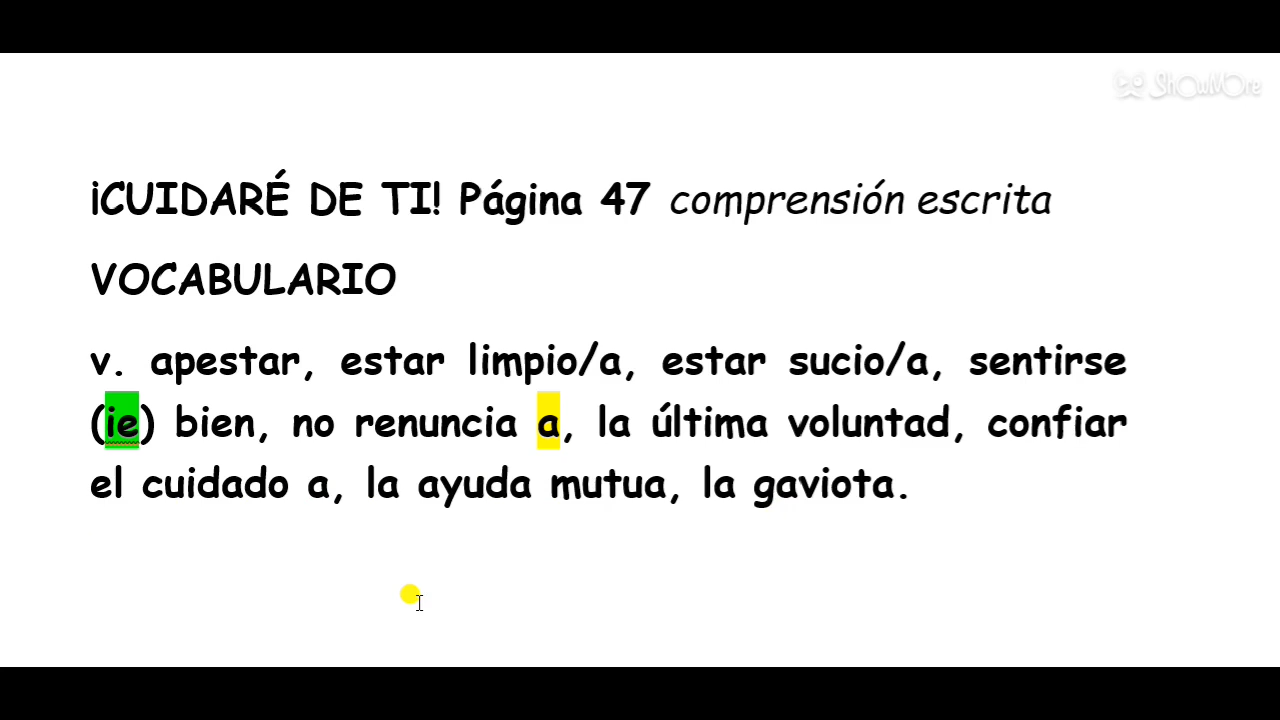 ShowMore
¡CUIDARÉ DE TI! Página 47 comprensión escrita
VOCABULARIO
v. apestar, estar limpio/a, estar sucio/a, sentirse
(ie) bien, no renuncia a, la última voluntad, confiar
el cuidado a, la ayuda mutua, la gaviota.